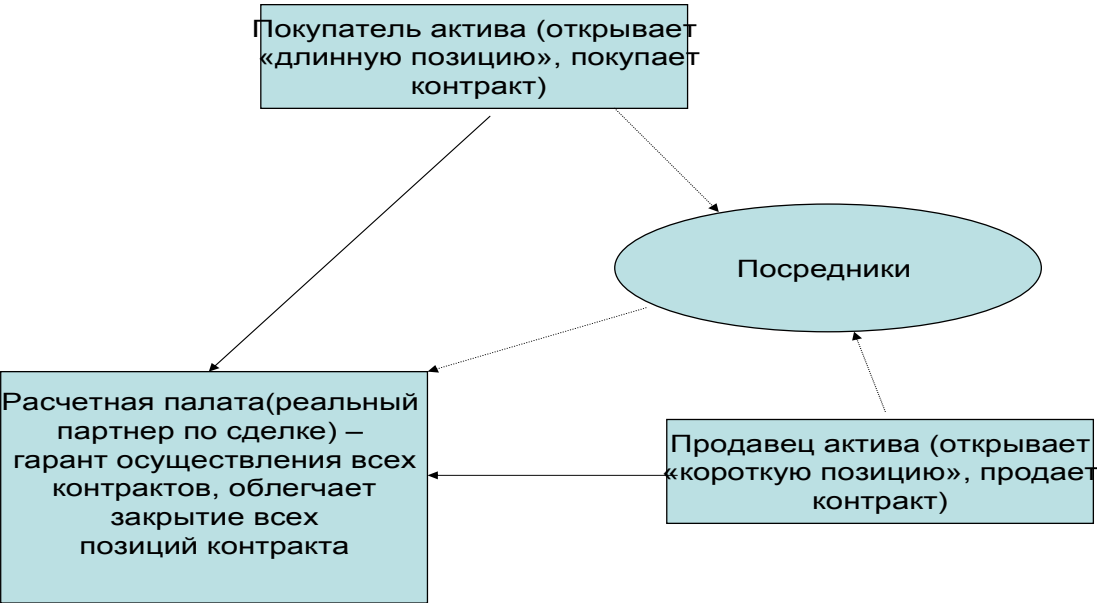 Покупатель актива (открывает
«длинную позицию», покупает
контракт)
Посредники
Расчетная палата(реальный
партнер по сделке) –
гарант осуществления всех
контрактов, облегчает
закрытие всех
позиций контракта
Продавец актива (открывает
«короткую позицию», продает
контракт)